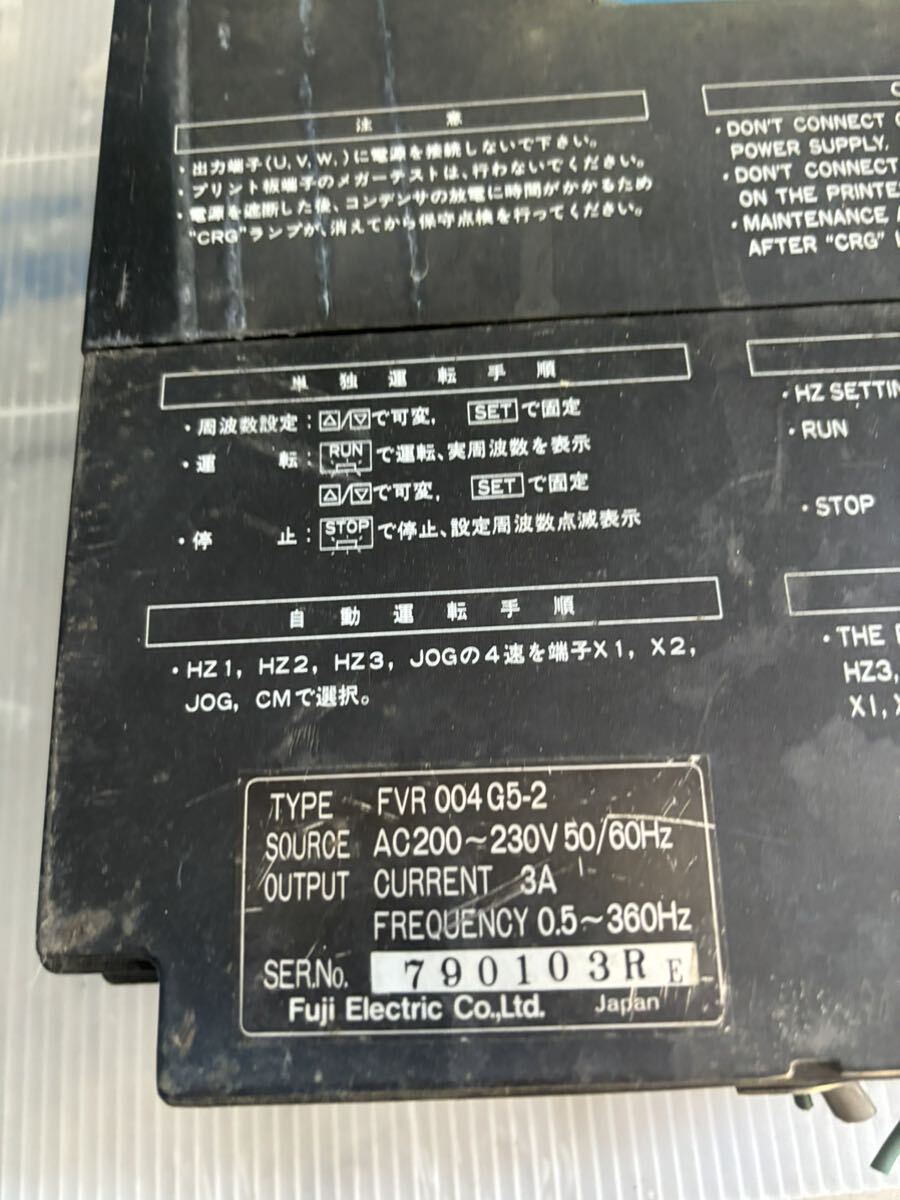 注意
・出力端子(U, V, W,)に電源を接続しないで下さい。
・プリント板端子のメガーテストは、行わないでください。
・電源を遮断した後、コンデンサの放電に時間がかかるため
"CRG"ランプが、消えてから保守点検を行ってください。
・DON'T CONNECT
POWER SUPPLY.
・DON'T CONNECT
ON THE
・MAINTENANCE
AFTER "CRG"
単独運転手順
・周波数設定：△/▽で可変, SETで固定
・運転：RUNで運転、実周波数を表示
△/▽で可変, SETで固定
・停止：STOPで停止、設定周波数点滅表示
・HZ
・RUN
・STOP
自動運転手順
・HZ1, HZ2, HZ3, JOGの4速を端子X1, X2,
JOG, CMで選択。
・THE
HZ3,
X1,
TYPE FVR 004 G5-2
SOURCE AC200～230V 50/60Hz
OUTPUT CURRENT 3A
FREQUENCY 0.5～360Hz
SER.No. 790103R E
Fuji Electric Co.,Ltd. Japan